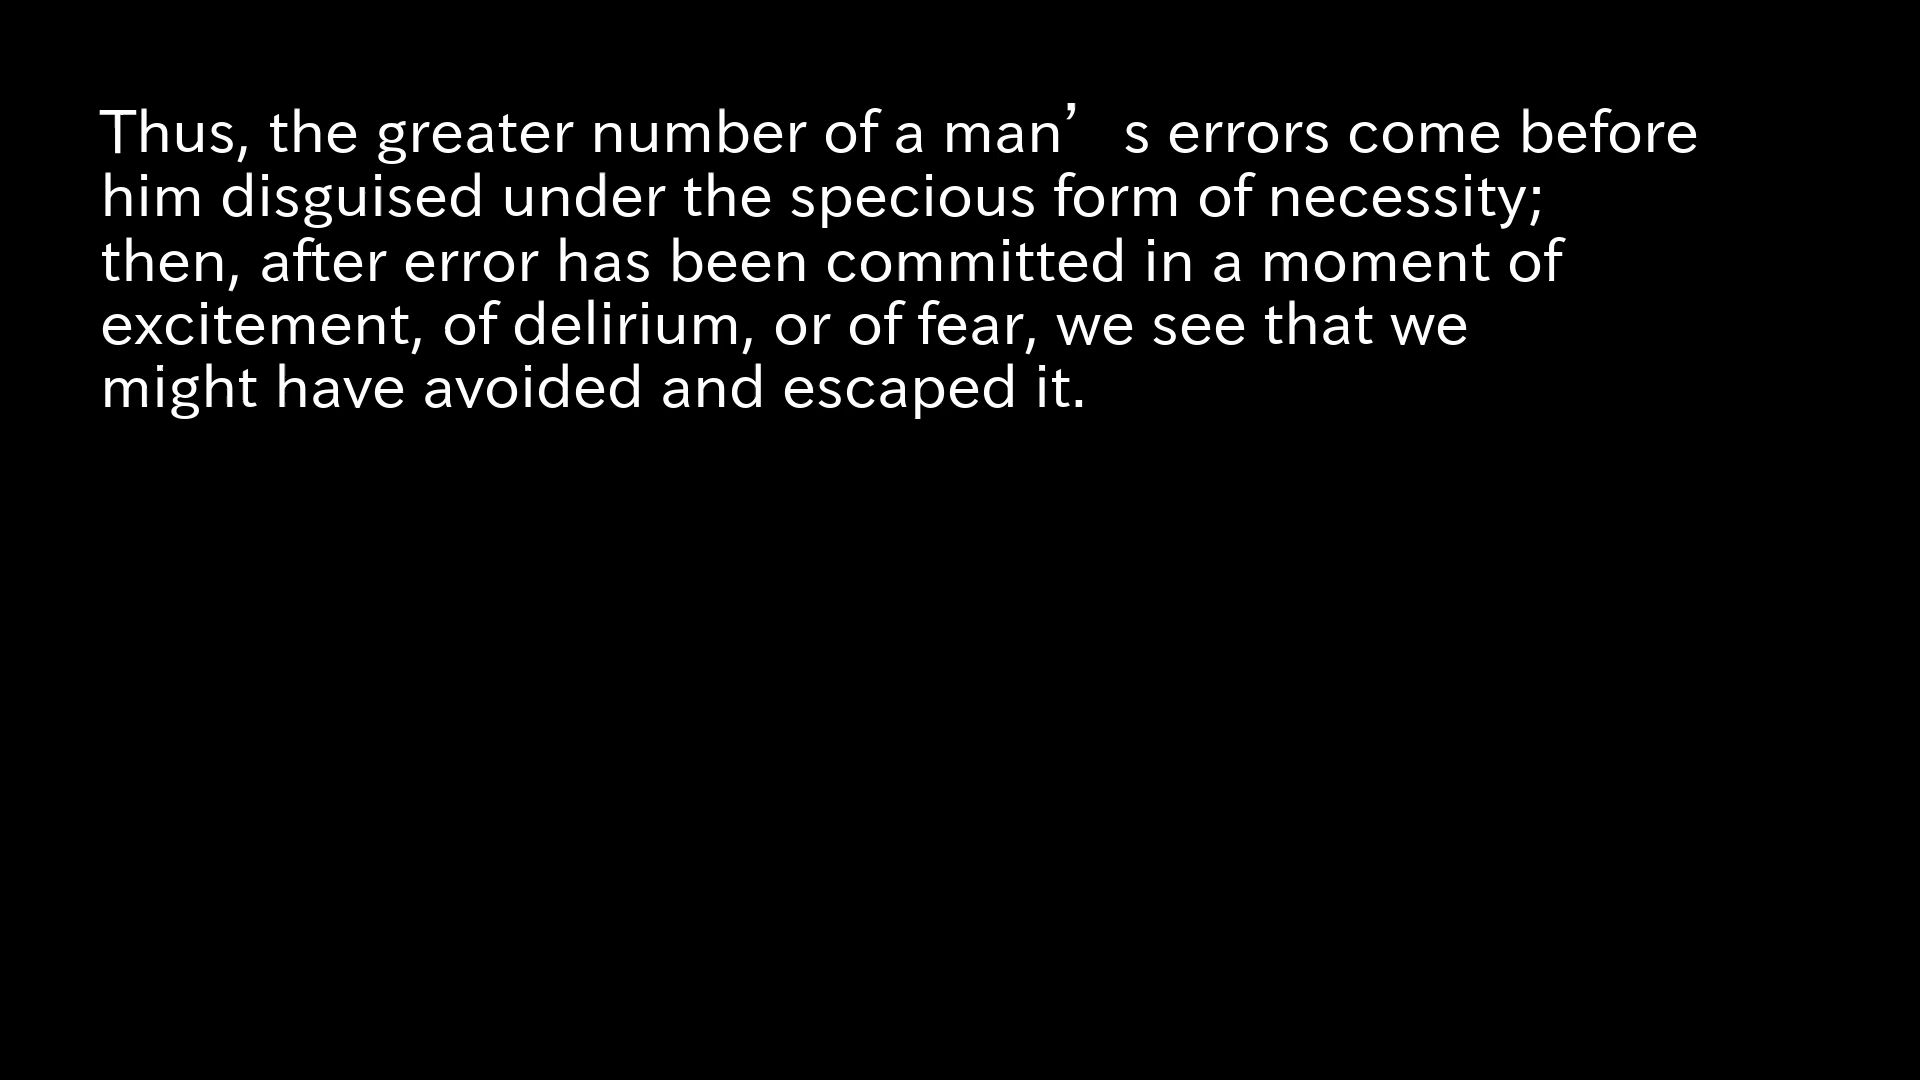 Thus, the greater number of a man’s errors come before
him disguised under the specious form of necessity;
then, after error has been committed in a moment of
excitement, of delirium, or of fear, we see that we
might have avoided and escaped it.